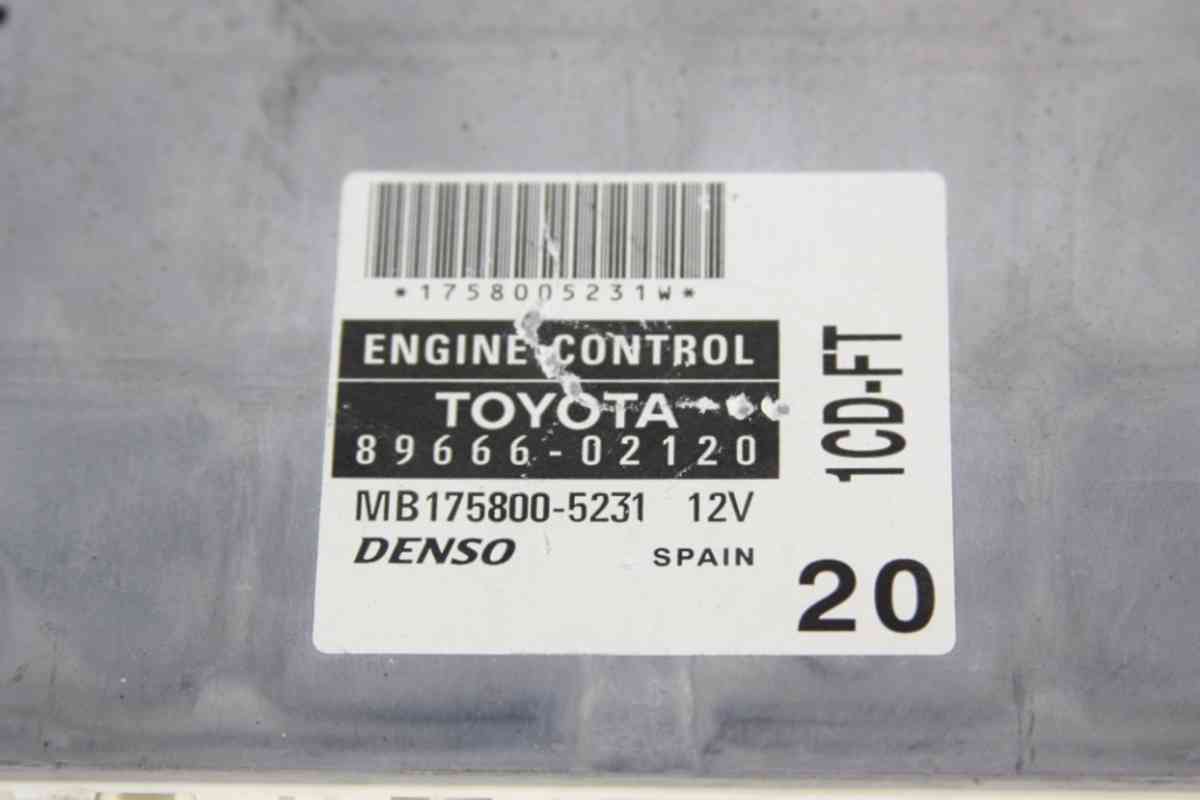 *1758005231W*
ENGINE CONTROL
TOYOTA
89666-02120
MB175800-5231 12V
DENSO SPAIN
1CD-FT
20